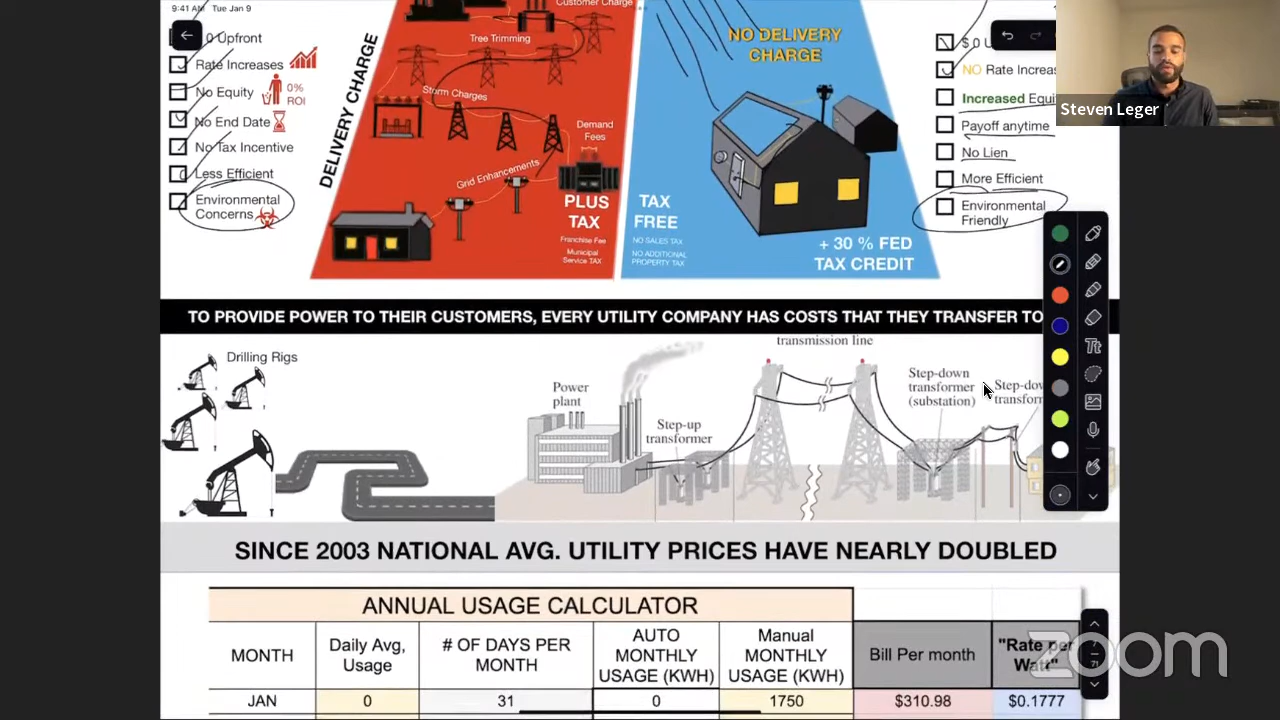 9:41 AM Tue Jan 9
0 Upfront
Rate Increases
No Equity
0%
ROI
No End Date
No Tax Incentive
Less Efficient
Environmental
Concerns
DELIVERY CHARGE
Customer Charge
Tree Trimming
Storm Charges
Demand
Fees
Grid Enhancements
PLUS
TAX
Franchise Fee
Municipal
Service TAX
NO DELIVERY
CHARGE
TAX
FREE
NO SALES TAX
NO ADDITIONAL
PROPERTY TAX
+ 30 % FED
TAX CREDIT
$ 0 U
NO Rate Increas
Increased Equi
Payoff anytime
No Lien
More Efficient
Environmental
Friendly
Steven Leger
TO PROVIDE POWER TO THEIR CUSTOMERS, EVERY UTILITY COMPANY HAS COSTS THAT THEY TRANSFER TO
Drilling Rigs
Power
plant
Step-up
transformer
transmission line
Step-down
transformer
(substation)
Step-dow
transform
Tt
SINCE 2003 NATIONAL AVG. UTILITY PRICES HAVE NEARLY DOUBLED
ANNUAL USAGE CALCULATOR
MONTH
Daily Avg,
Usage
# OF DAYS PER
MONTH
AUTO
MONTHLY
USAGE (KWH)
Manual
MONTHLY
USAGE (KWH)
Bill Per month
"Rate per
Watt"
JAN
0
31
0
1750
$310.98
$0.1777
zoom